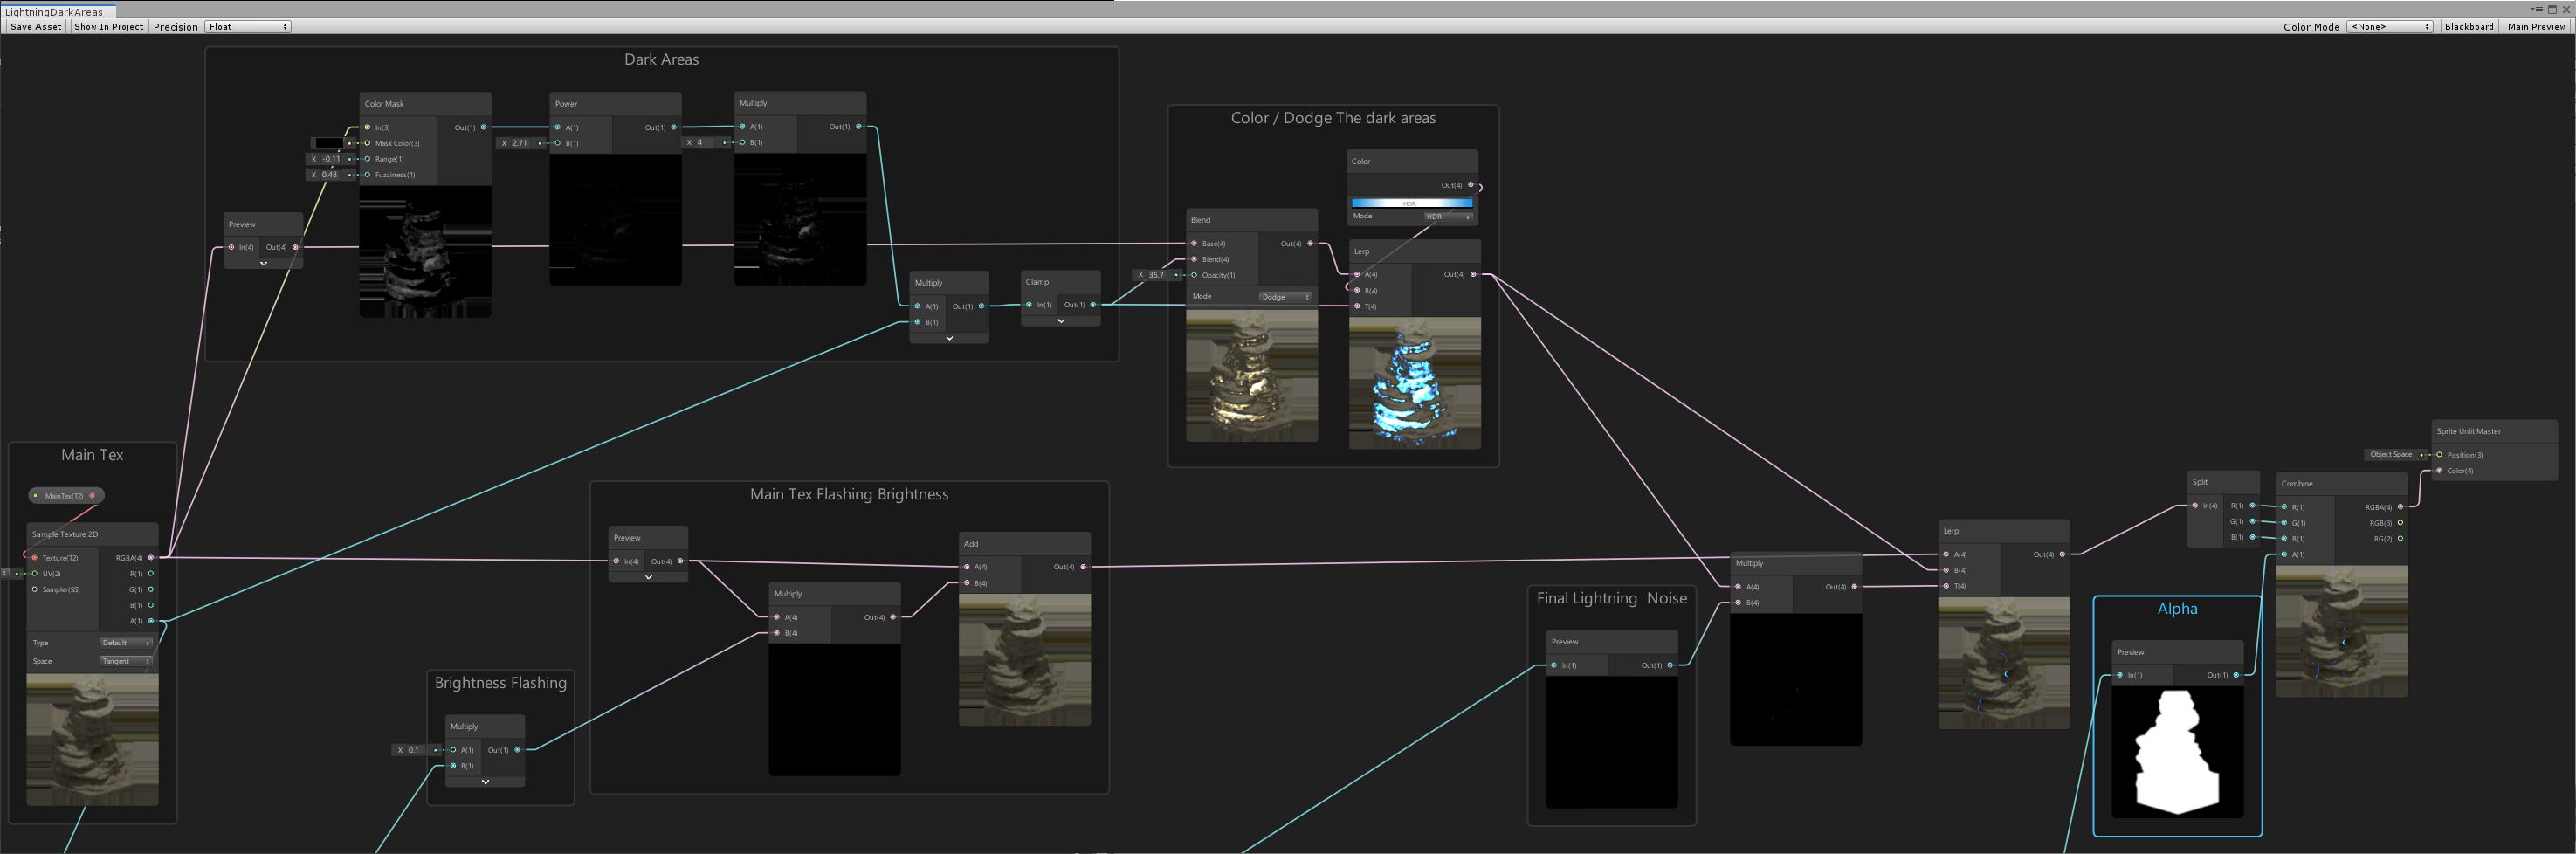 LightningDarkAreas
Save Asset Show In Project Precision Float Color Mode <None> Blackboard Main Preview
Dark Areas
Color Mask
In(3) Out(1)
Mask Color(3)
X -0.11 Range(1)
X 0.48 Fuzziness(1)
Power
A(1) Out(1)
X 2.71 B(1)
Multiply
A(1) Out(1)
X 4 B(1)
Preview
In(4) Out(4)
Multiply
A(1) Out(1)
B(1)
Clamp
In(1) Out(1)
Color / Dodge The dark areas
Color
Out(4)
HDR
Mode HDR
Blend
Base(4) Out(4)
Blend(4)
X 35.7 Opacity(1)
Mode Dodge
Lerp
A(4) Out(4)
B(4)
T(4)
Main Tex
MainTex(T2)
Sample Texture 2D
Texture(T2) RGBA(4)
UV(2) R(1)
Sampler(SS) G(1)
B(1)
A(1)
Type Default
Space Tangent
Main Tex Flashing Brightness
Preview
In(4) Out(4)
Multiply
A(4) Out(4)
B(4)
Add
A(4) Out(4)
B(4)
Brightness Flashing
Multiply
X 0.1 A(1) Out(1)
B(1)
Final Lightning  Noise
Preview
In(1) Out(1)
Multiply
A(4) Out(4)
B(4)
Lerp
A(4) Out(4)
B(4)
T(4)
Alpha
Preview
In(1) Out(1)
Split
In(4) R(1)
G(1)
B(1)
Combine
R(1) RGBA(4)
G(1) RGB(3)
B(1) RG(2)
A(1)
Sprite Unlit Master
Object Space Position(3)
Color(4)